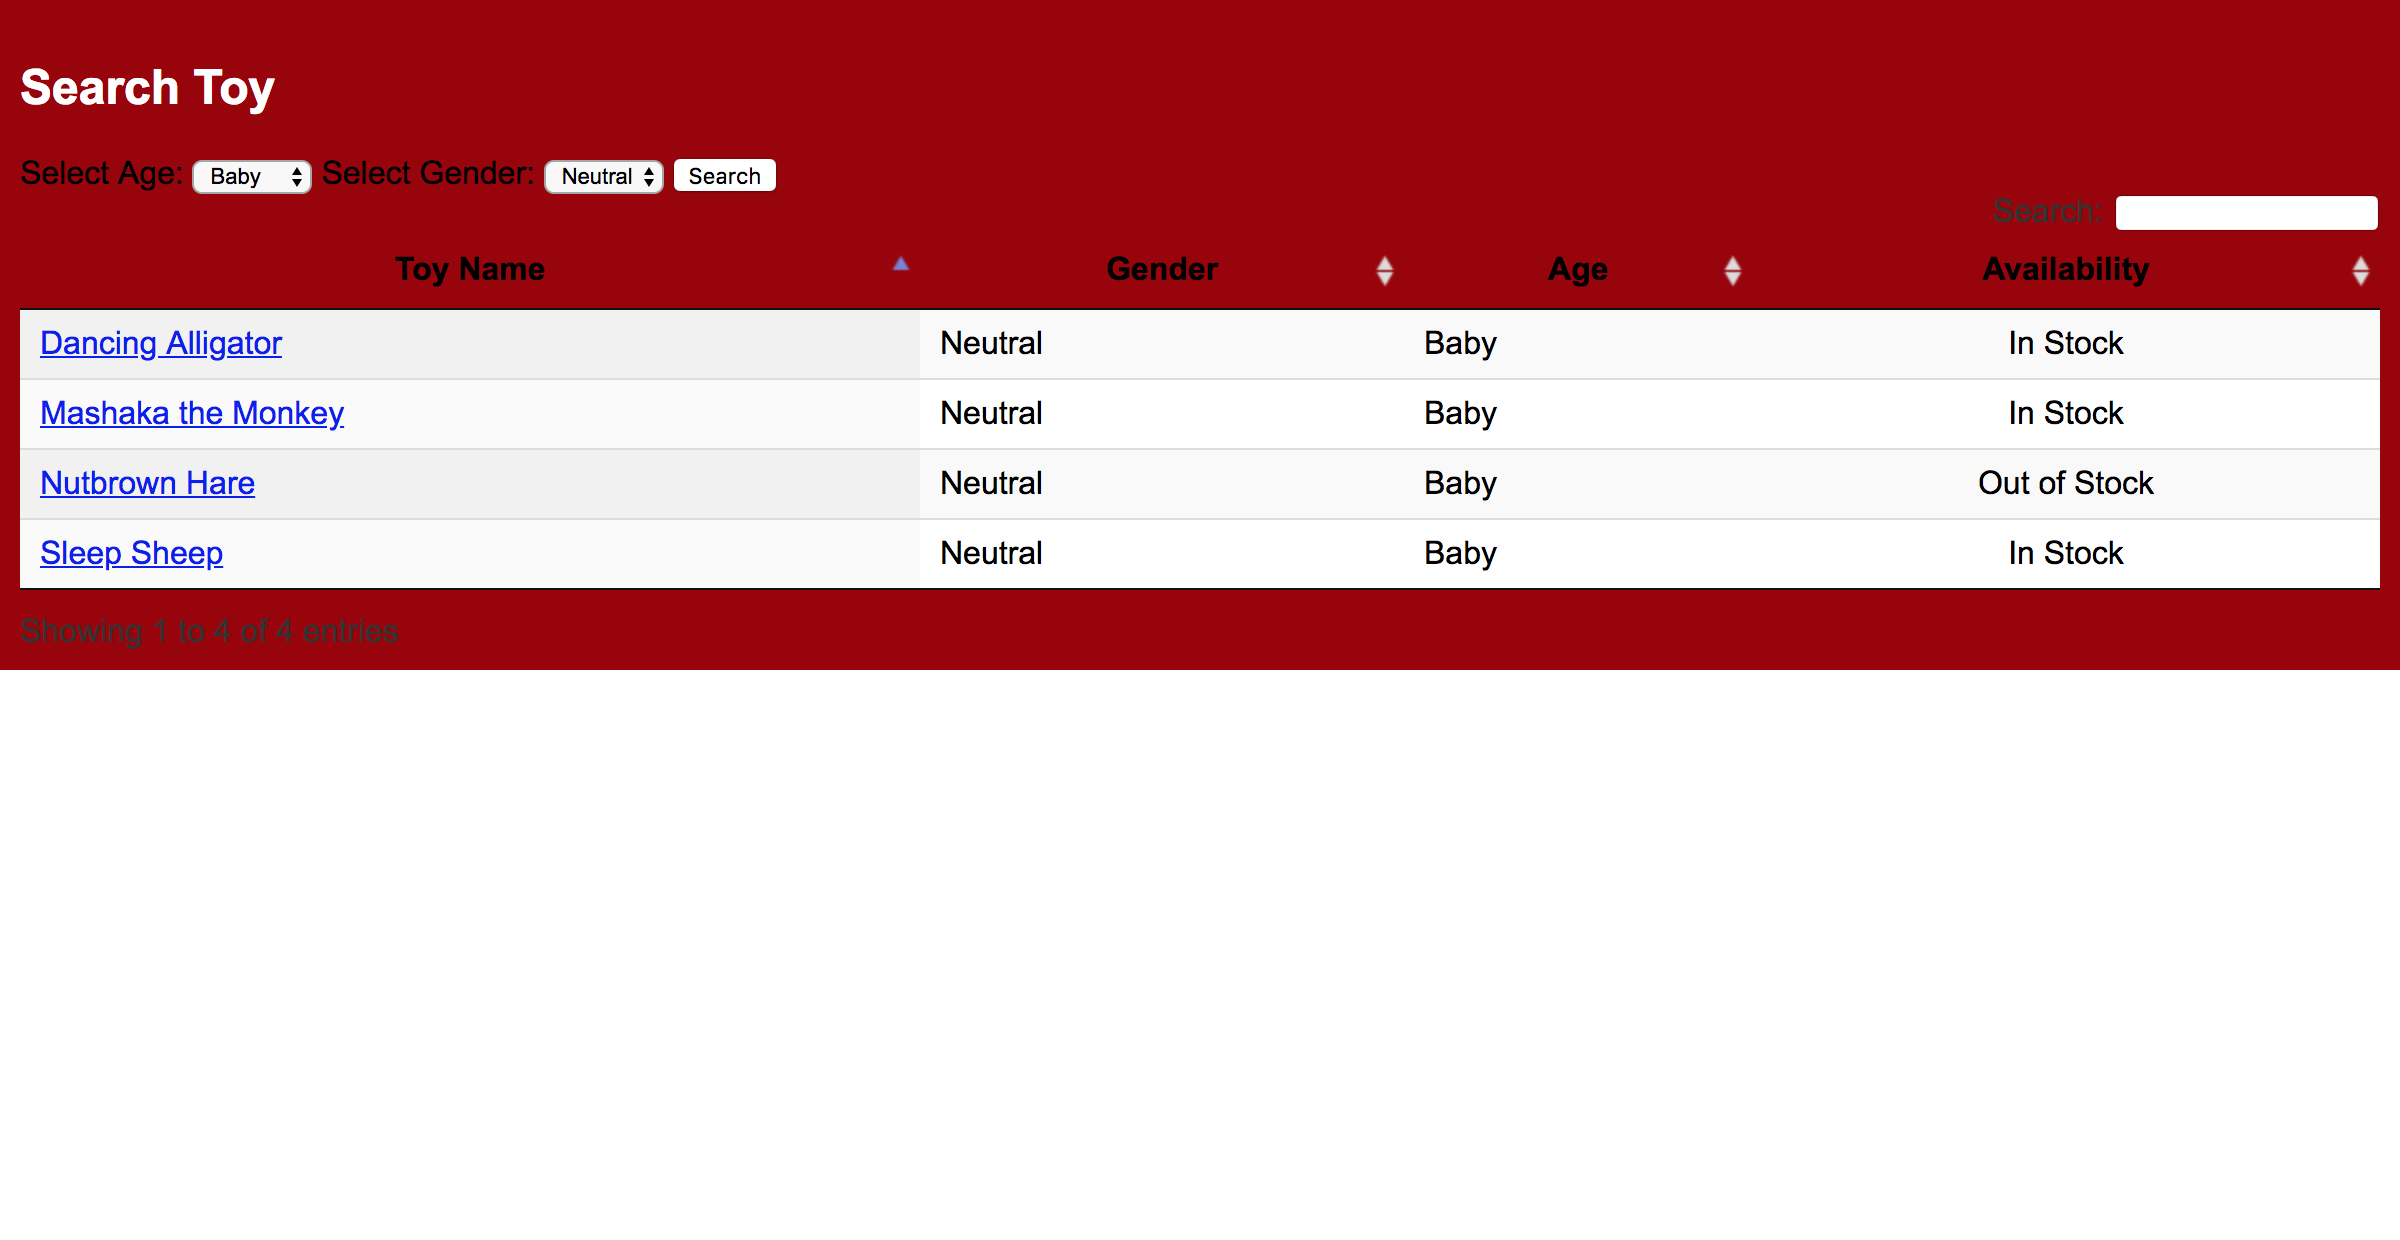 Search Toy
Select Age: Baby Select Gender: Neutral Search
Search:
Toy Name Gender Age Availability
Dancing Alligator Neutral Baby In Stock
Mashaka the Monkey Neutral Baby In Stock
Nutbrown Hare Neutral Baby Out of Stock
Sleep Sheep Neutral Baby In Stock
Showing 1 to 4 of 4 entries